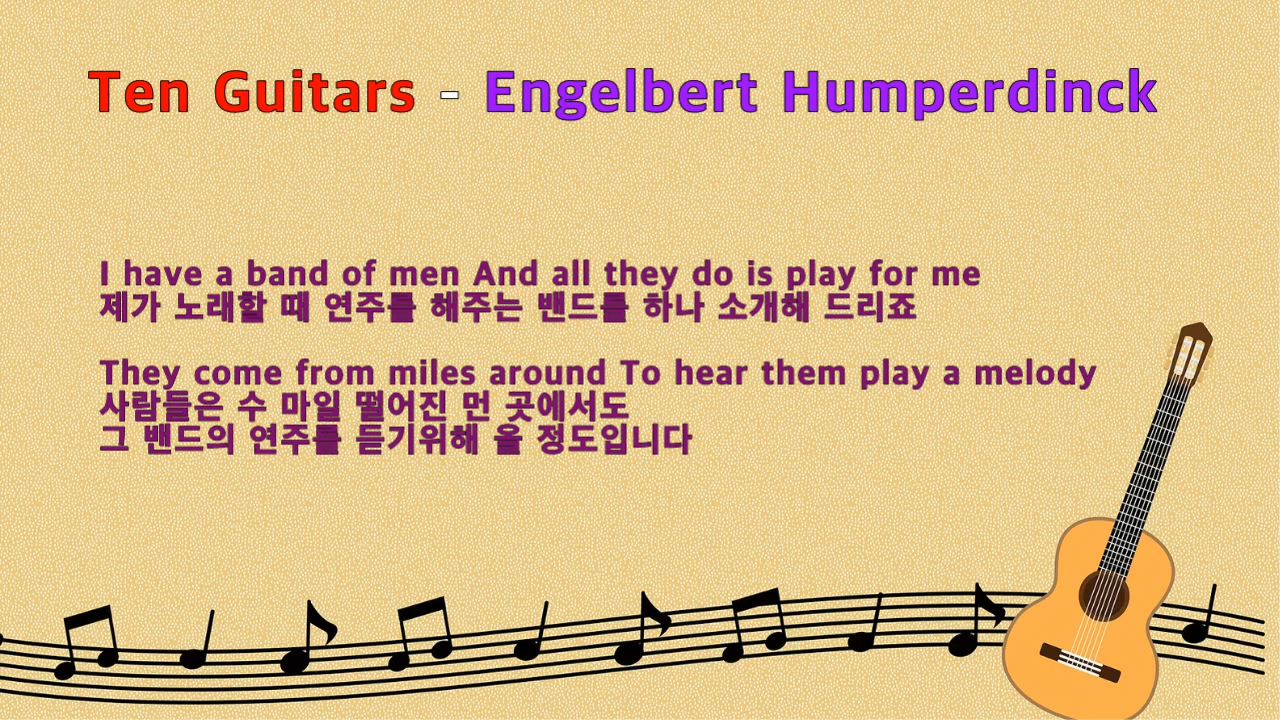 Ten Guitars - Engelbert Humperdinck
I have a band of men And all they do is play for me
제가 노래할 때 연주를 해주는 밴드를 하나 소개해 드리죠
They come from miles around To hear them play a melody
사람들은 수 마일 떨어진 먼 곳에서도
그 밴드의 연주를 듣기위해 올 정도입니다